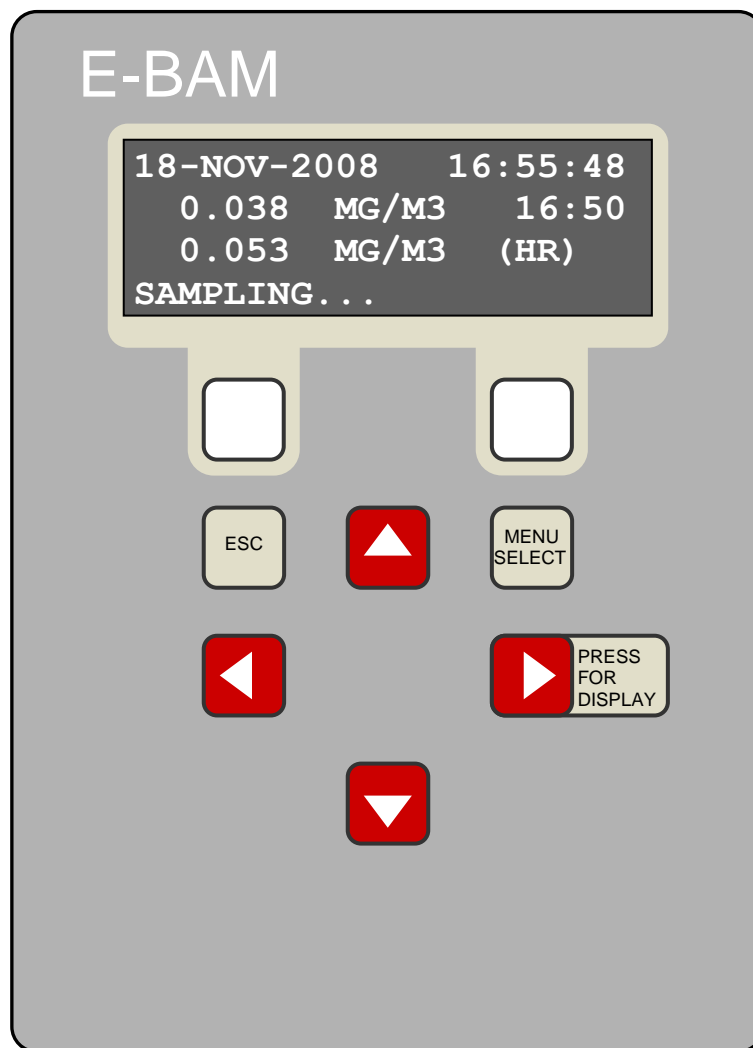 E-BAM
18-NOV-2008 16:55:48
0.038 MG/M3 16:50
0.053 MG/M3 (HR)
SAMPLING...
ESC
MENU
SELECT
PRESS
FOR
DISPLAY